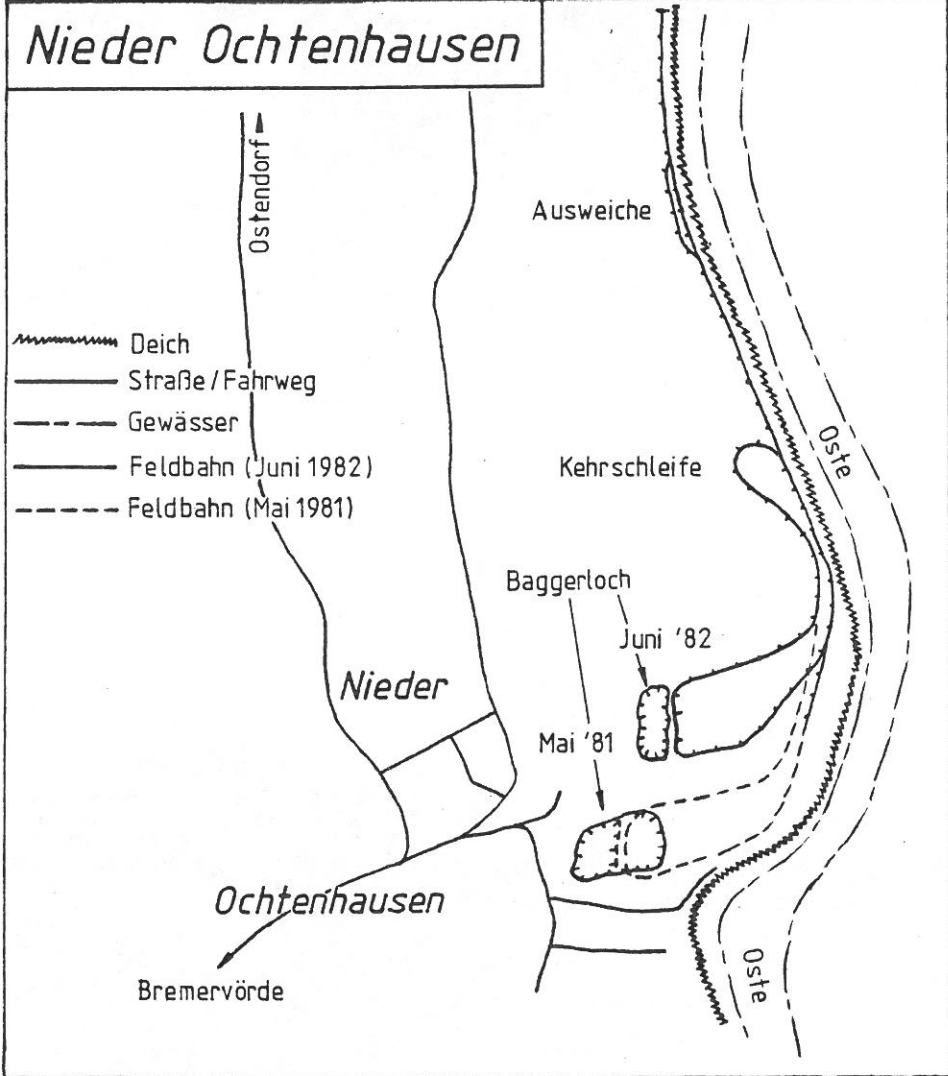 Nieder Ochtenhausen
Ostendorf
Ausweiche
Deich
Straße/Fahrweg
Gewässer
Feldbahn (Juni 1982)
Feldbahn (Mai 1981)
Oste
Kehrschleife
Baggerloch
Juni '82
Nieder
Mai '81
Ochtenhausen
Oste
Bremervörde